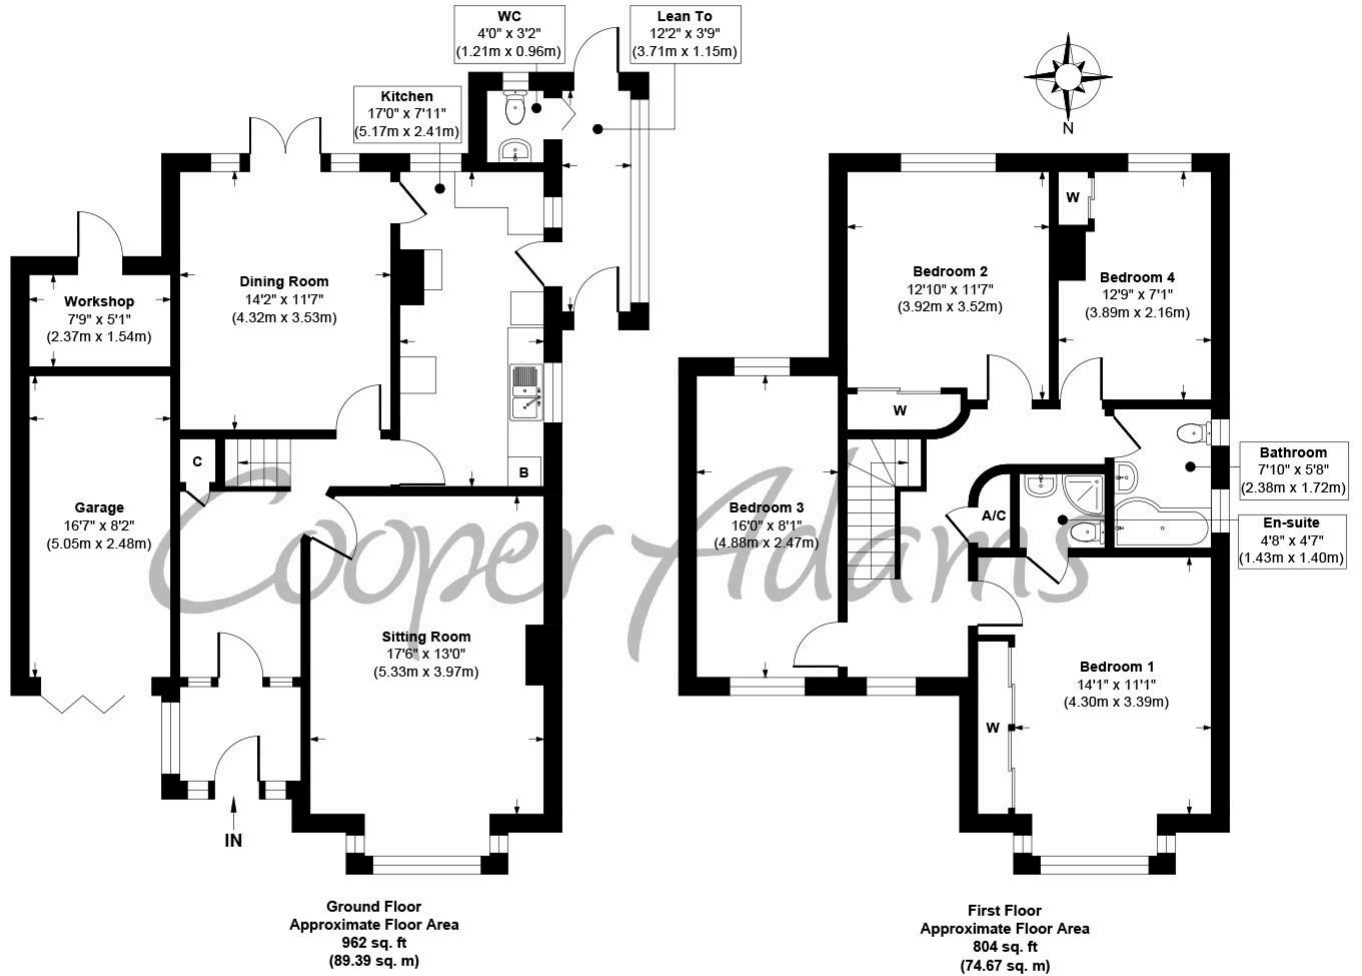 WC
4'0" x 3'2"
(1.21m x 0.96m)
Lean To
12'2" x 3'9"
(3.71m x 1.15m)
Kitchen
17'0" x 7'11"
(5.17m x 2.41m)
N
Workshop
7'9" x 5'1"
(2.37m x 1.54m)
Dining Room
14'2" x 11'7"
(4.32m x 3.53m)
C
B
Garage
16'7" x 8'2"
(5.05m x 2.48m)
Sitting Room
17'6" x 13'0"
(5.33m x 3.97m)
IN
Ground Floor
Approximate Floor Area
962 sq. ft
(89.39 sq. m)
Cooper Adams
W
Bedroom 2
12'10" x 11'7"
(3.92m x 3.52m)
Bedroom 4
12'9" x 7'1"
(3.89m x 2.16m)
W
Bathroom
7'10" x 5'8"
(2.38m x 1.72m)
Bedroom 3
16'0" x 8'1"
(4.88m x 2.47m)
A/C
En-suite
4'8" x 4'7"
(1.43m x 1.40m)
Bedroom 1
14'1" x 11'1"
(4.30m x 3.39m)
W
First Floor
Approximate Floor Area
804 sq. ft
(74.67 sq. m)